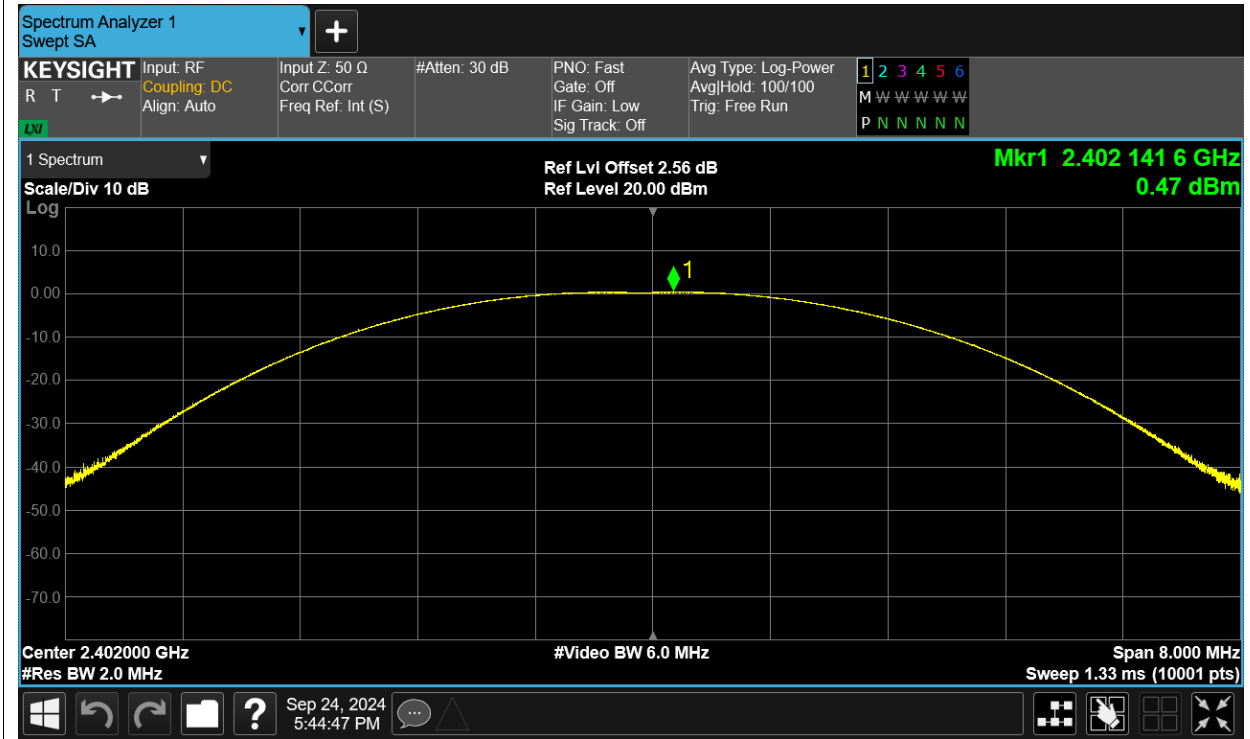 Spectrum Analyzer 1
Swept SA
KEYSIGHT
R T
LXI
Input: RF
Coupling: DC
Align: Auto
Input Z: 50 Ω
Corr CCorr
Freq Ref: Int (S)
#Atten: 30 dB
PNO: Fast
Gate: Off
IF Gain: Low
Sig Track: Off
Avg Type: Log-Power
Avg|Hold: 100/100
Trig: Free Run
1 2 3 4 5 6
M W W W W W
P N N N N N
1 Spectrum
Scale/Div 10 dB
Log
Ref Lvl Offset 2.56 dB
Ref Level 20.00 dBm
Mkr1 2.402 141 6 GHz
0.47 dBm
1
10.0
0.00
-10.0
-20.0
-30.0
-40.0
-50.0
-60.0
-70.0
Center 2.402000 GHz
#Video BW 6.0 MHz
Span 8.000 MHz
#Res BW 2.0 MHz
Sweep 1.33 ms (10001 pts)
?
Sep 24, 2024
5:44:47 PM